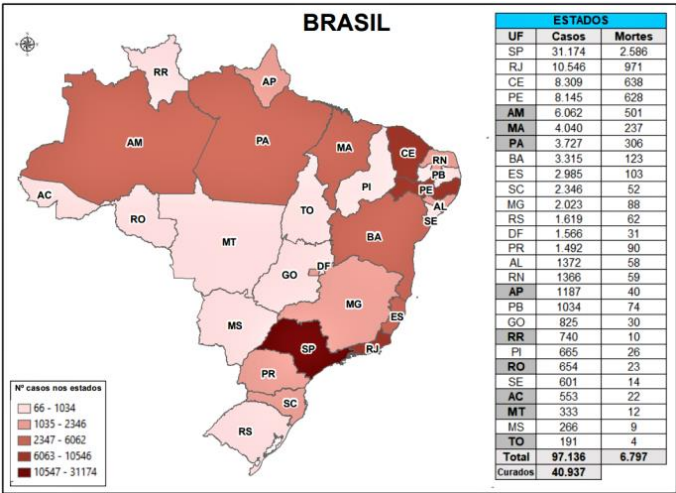 BRASIL
RR
AP
AM
PA
MA
CE
RN
PB
PI
PE
AL
SE
AC
RO
TO
BA
MT
DF
GO
MG
ES
MS
SP
RJ
PR
SC
RS
Nº casos nos estados
66 - 1034
1035 - 2346
2347 - 6062
6063 - 10546
10547 - 31174
ESTADOS
UF Casos Mortes
SP 31.174 2.586
RJ 10.546 971
CE 8.309 638
PE 8.145 628
AM 6.062 501
MA 4.040 237
PA 3.727 306
BA 3.315 123
ES 2.985 103
SC 2.346 52
MG 2.023 88
RS 1.619 62
DF 1.566 31
PR 1.492 90
AL 1372 58
RN 1366 59
AP 1187 40
PB 1034 74
GO 825 30
RR 740 10
PI 665 26
RO 654 23
SE 601 14
AC 553 22
MT 333 12
MS 266 9
TO 191 4
Total 97.136 6.797
Curados 40.937